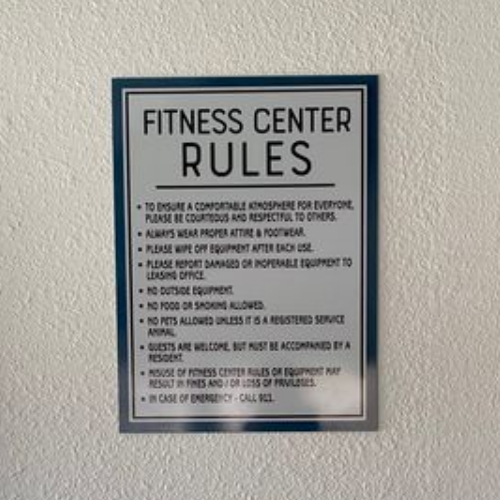 FITNESS CENTER
RULES
• TO ENSURE A COMFORTABLE ATMOSPHERE FOR EVERYONE,
PLEASE BE COURTEOUS AND RESPECTFUL TO OTHERS.
• ALWAYS WEAR PROPER ATTIRE & FOOTWEAR.
• PLEASE WIPE OFF EQUIPMENT AFTER EACH USE.
• PLEASE REPORT DAMAGED OR INOPERABLE EQUIPMENT TO
LEASING OFFICE.
• NO OUTSIDE EQUIPMENT.
• NO FOOD OR SMOKING ALLOWED.
• NO PETS ALLOWED UNLESS IT IS A REGISTERED SERVICE
ANIMAL.
• GUESTS ARE WELCOME, BUT MUST BE ACCOMPANIED BY A
RESIDENT.
• MISUSE OF FITNESS CENTER RULES OR EQUIPMENT MAY
RESULT IN FINES AND / OR LOSS OF PRIVILEGES.
• IN CASE OF EMERGENCY - CALL 911.